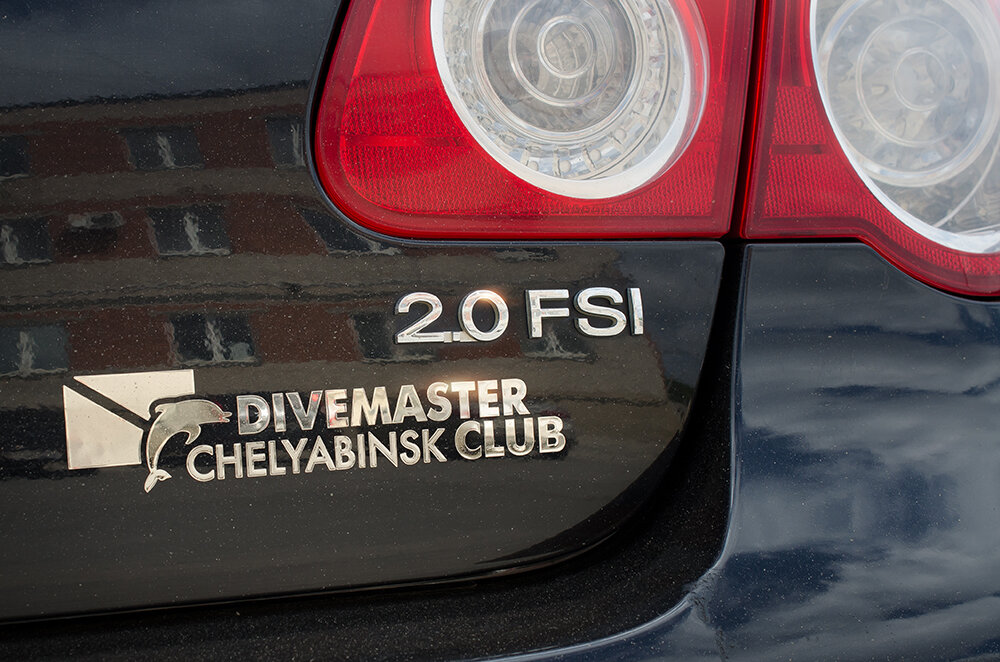 2.0 FSI
DIVEMASTER
CHELYABINSK CLUB